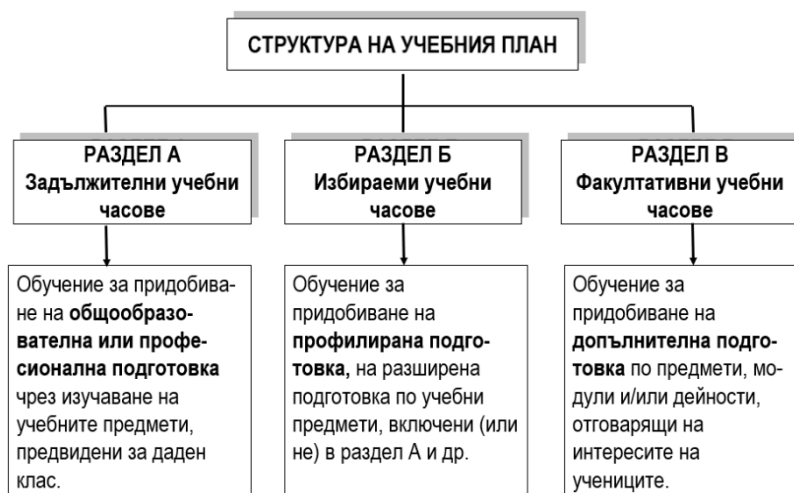 СТРУКТУРА НА УЧЕБНИЯ ПЛАН
РАЗДЕЛ А
Задължителни учебни
часове
РАЗДЕЛ Б
Избираеми учебни
часове
РАЗДЕЛ В
Факултативни учебни
часове
Обучение за придобива-
не на общообразо-
вателна или профе-
сионална подготовка
чрез изучаване на
учебните предмети,
предвидени за даден
клас.
Обучение за
придобиване на
профилирана подго-
товка, на разширена
подготовка по учебни
предмети, включени (или
не) в раздел А и др.
Обучение за
придобиване на
допълнителна подго-
товка по предмети, мо-
дули и/или дейности,
отговарящи на
интересите на
учениците.